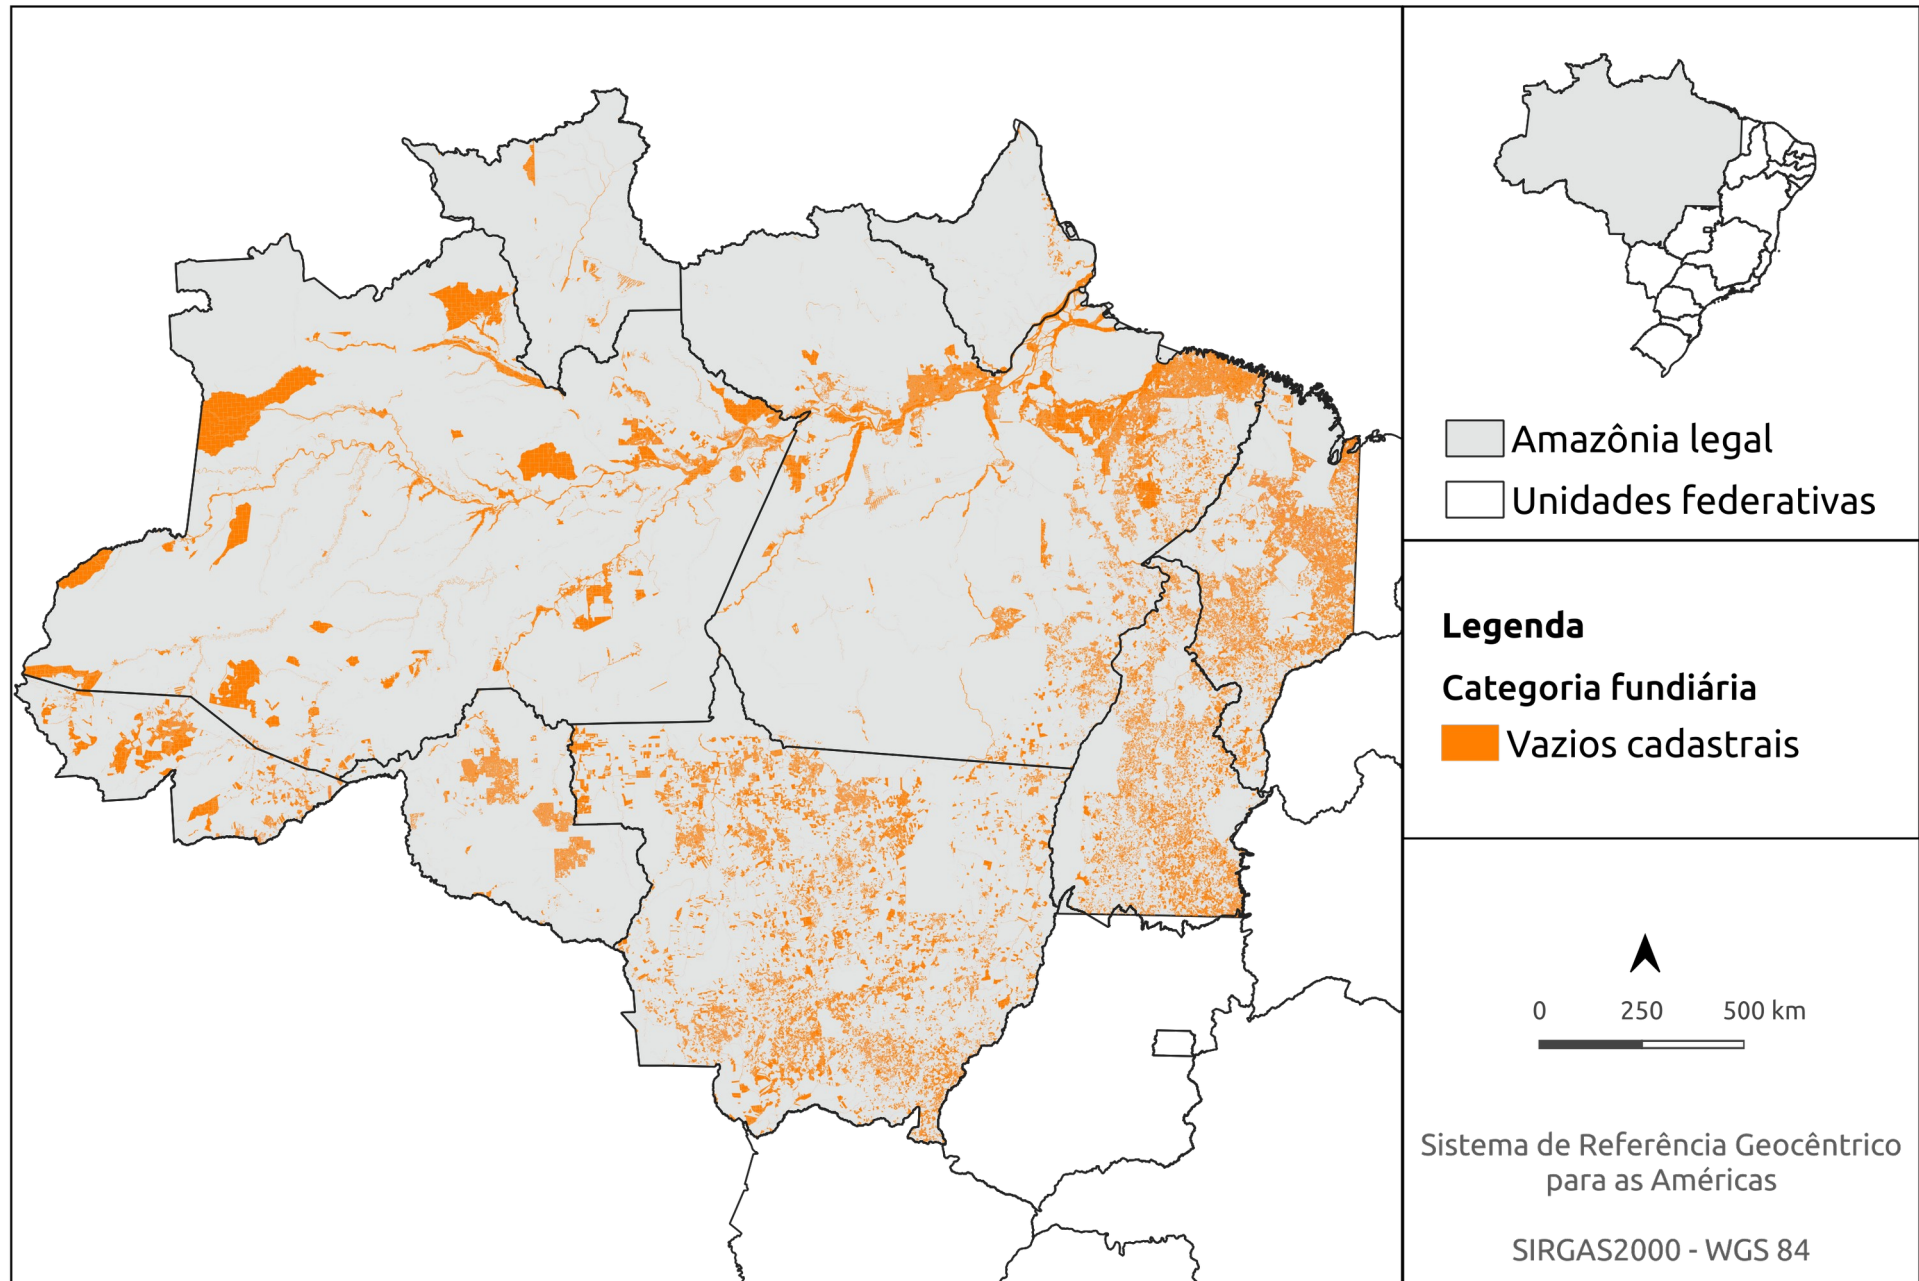 Amazônia legal
Unidades federativas
Legenda
Categoria fundiária
Vazios cadastrais
0 250 500 km
Sistema de Referência Geocêntrico
para as Américas
SIRGAS2000 - WGS 84